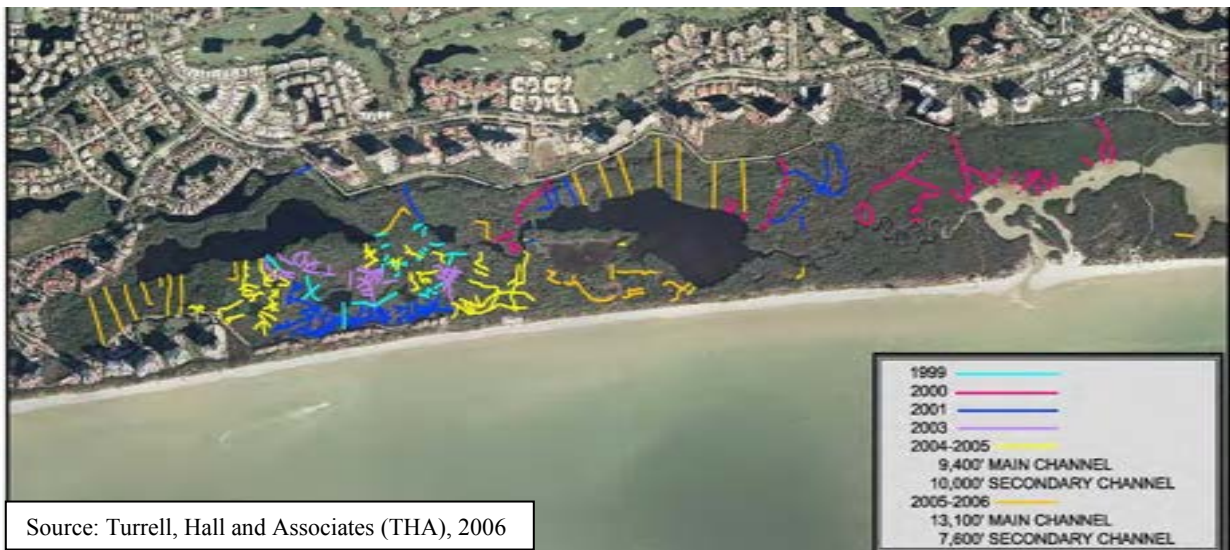 1999
2000
2001
2003
2004-2005
9,400' MAIN CHANNEL
10,000' SECONDARY CHANNEL
2005-2006
13,100' MAIN CHANNEL
7,600' SECONDARY CHANNEL
Source: Turrell, Hall and Associates (THA), 2006